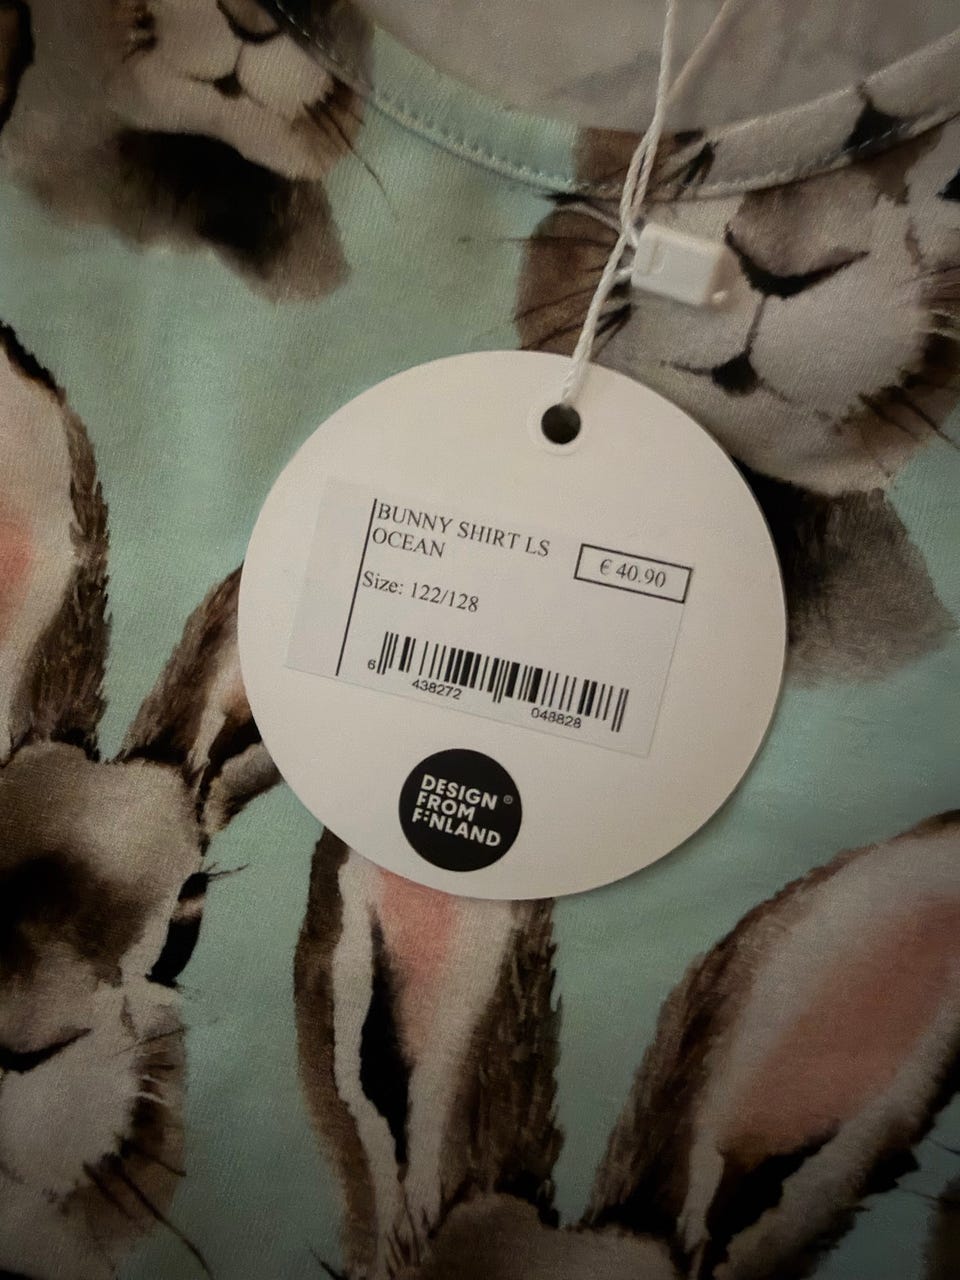 BUNNY SHIRT LS
OCEAN
€ 40.90
Size: 122/128
6 438272 048828
DESIGN ®
FROM
F:NLAND